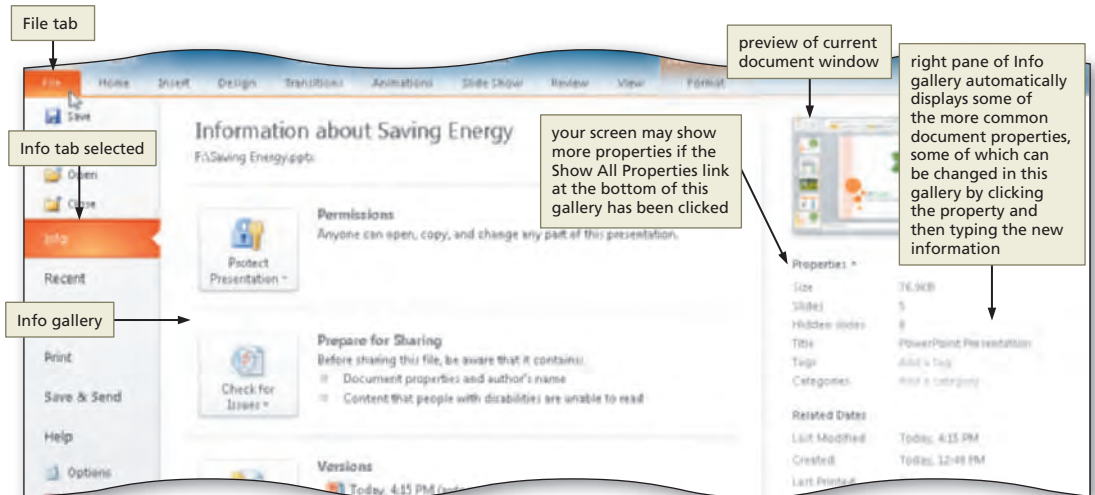 File tab
preview of current
document window
right pane of Info
gallery automatically
displays some of
the more common
document properties,
some of which can
be changed in this
gallery by clicking
the property and
then typing the new
information
File Home Insert Design Transitions Animations Slide Show Review View Format
Save
Info tab selected
Open
Close
Info
Recent
Info gallery
Print
Save & Send
Help
Options
Information about Saving Energy
F:\Saving Energy.pptx
your screen may show
more properties if the
Show All Properties link
at the bottom of this
gallery has been clicked
Protect
Presentation
Permissions
Anyone can open, copy, and change any part of this presentation.
Check for
Issues
Prepare for Sharing
Before sharing this file, be aware that it contains:
Document properties and author's name
Content that people with disabilities are unable to read
Versions
Today, 4:15 PM
Properties
Size 76.9KB
Slides 5
Hidden slides
Title PowerPoint Presentation
Tags Add a tag
Categories Add a category
Related Dates
Last Modified Today, 4:15 PM
Created Today, 12:48 PM
Last Printed